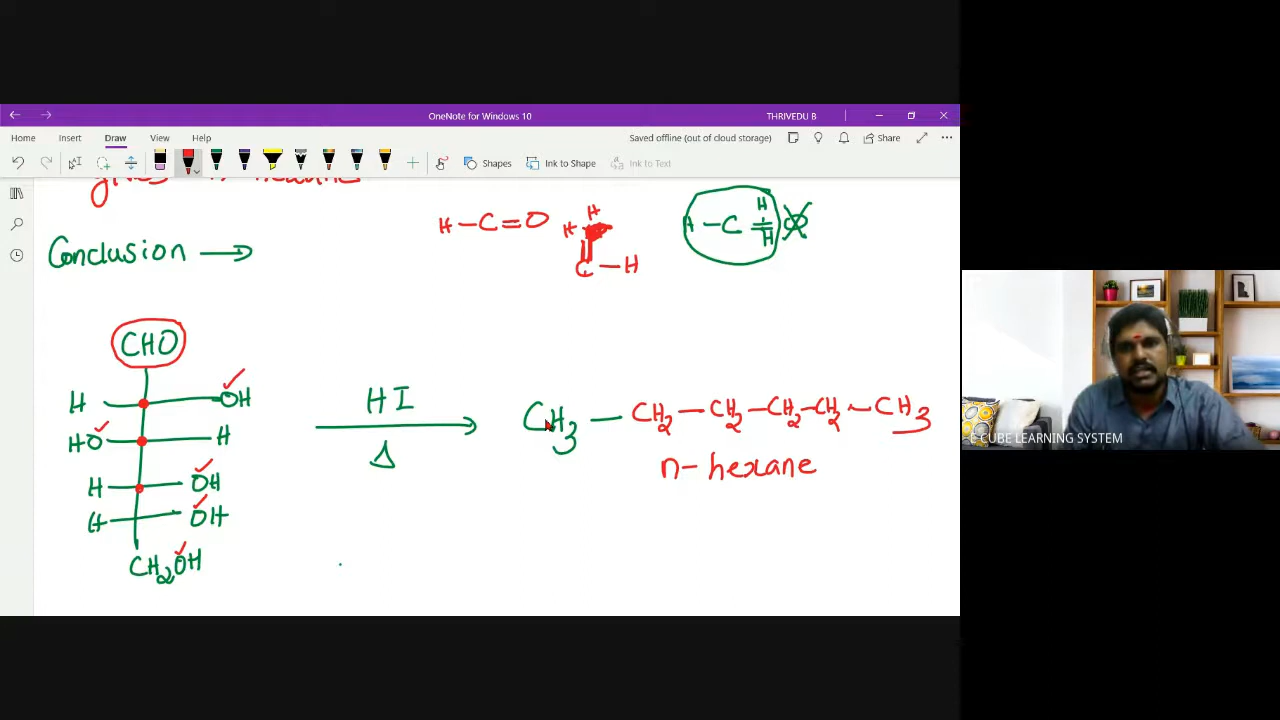 OneNote for Windows 10
THRIVEDU B
Home Insert Draw View Help
Saved offline (out of cloud storage)
Share
Shapes
Ink to Shape
Ink to Text
n-hexane
H-C=O
H
H
C-H
H-C
H
H
O
Conclusion →
CHO
H OH
HO H
H OH
H OH
CH2OH
HI
Δ
CH3-CH2-CH2-CH2-CH2-CH3
n-hexane
CUBE LEARNING SYSTEM